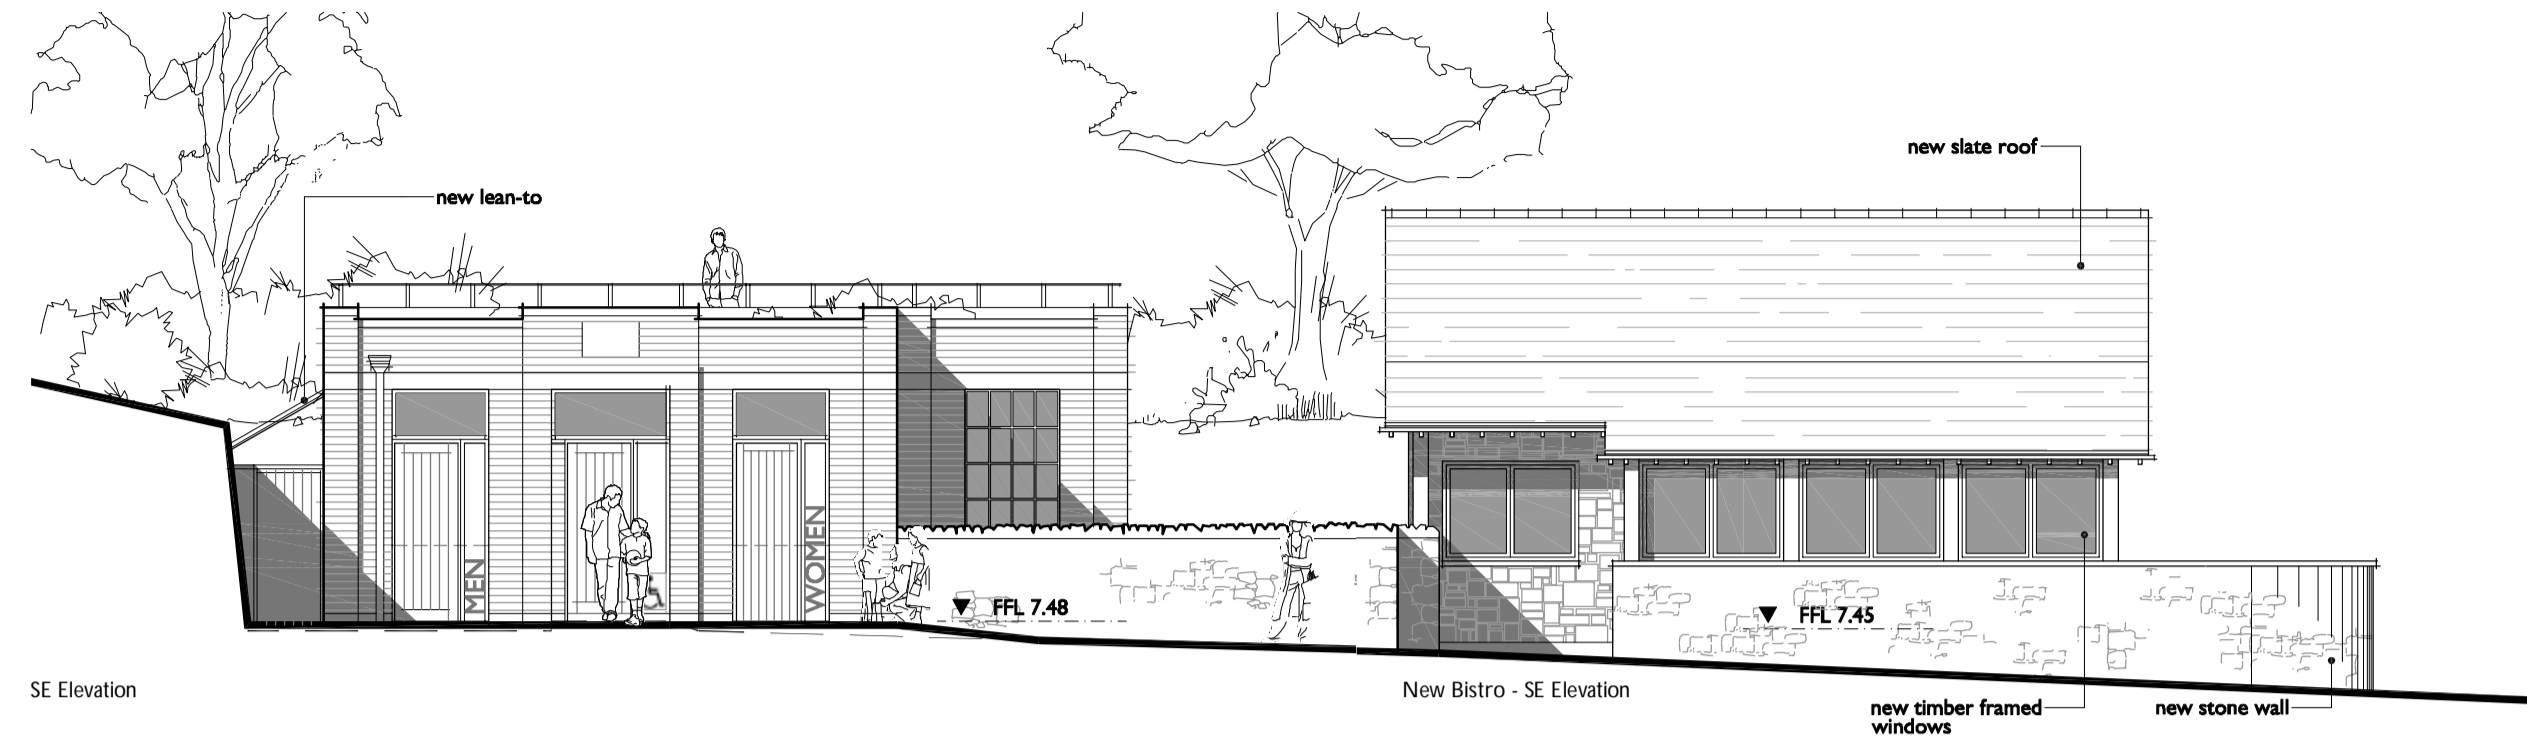 new slate roof
new lean-to
MEN
WOMEN
FFL 7.48
FFL 7.45
SE Elevation
New Bistro - SE Elevation
new timber framed
windows
new stone wall